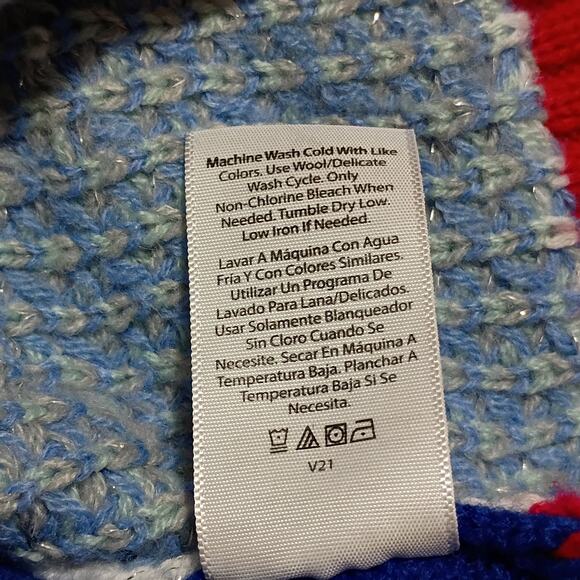 Machine Wash Cold With Like
Colors. Use Wool/Delicate
Wash Cycle. Only
Non-Chlorine Bleach When
Needed. Tumble Dry Low.
Low Iron If Needed.
Lavar A Máquina Con Agua
Fría Y Con Colores Similares.
Utilizar Un Programa De
Lavado Para Lana/Delicados.
Usar Solamente Blanqueador
Sin Cloro Cuando Se
Necesite. Secar En Máquina A
Temperatura Baja. Planchar A
Temperatura Baja Si Se
Necesita.
V21